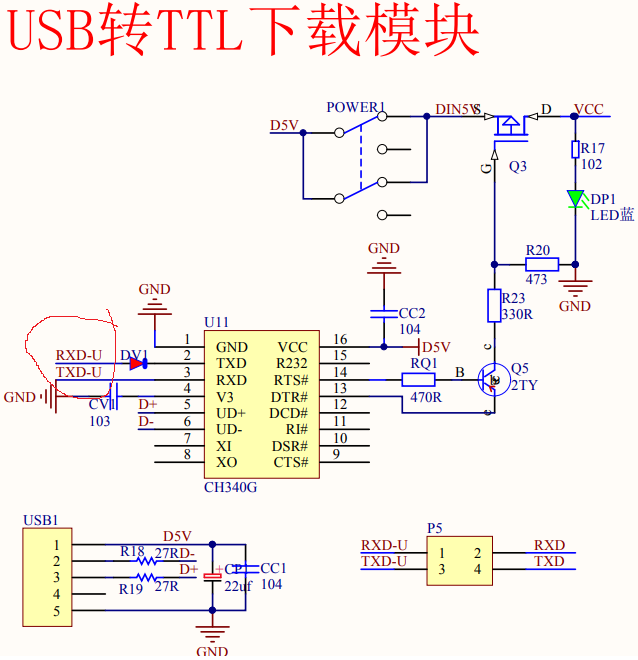 USB转TTL下载模块
POWER1
D5V
DIN5V
S
D
VCC
G
Q3
R17
102
DP1
LED蓝
R20
473
GND
R23
330R
GND
CC2
104
D5V
GND
U11
1 GND VCC 16
2 TXD R232 15
3 RXD RTS# 14
4 V3 DTR# 13
5 UD+ DCD# 12
6 UD- RI# 11
7 XI DSR# 10
8 XO CTS# 9
CH340G
RXD-U
DV1
TXD-U
GND
CV1
103
D+
D-
RQ1
470R
B
c
e
Q5
2TY
USB1
1
2
3
4
5
D5V
R18 27R D-
D+
R19 27R
CP1
22uf
CC1
104
GND
P5
RXD-U 1 2 RXD
TXD-U 3 4 TXD